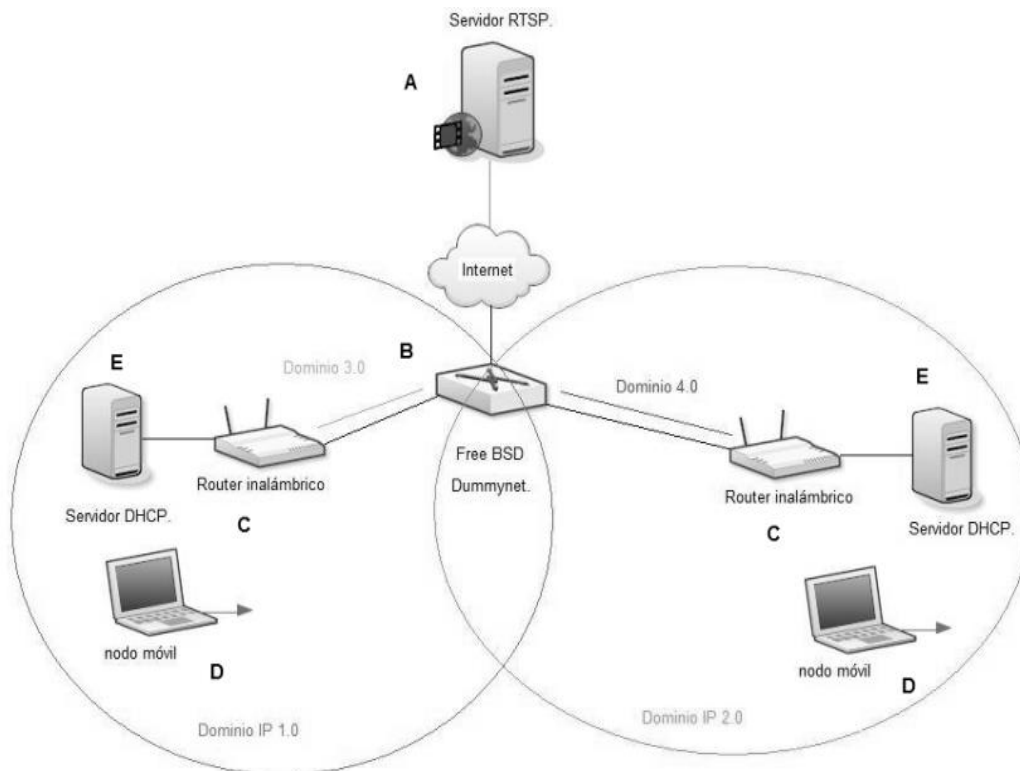 Servidor RTSP.
A
Internet
B
Dominio 3.0
Dominio 4.0
E
E
Free BSD
Dummynet.
Router inalámbrico
Router inalámbrico
Servidor DHCP.
C
C
Servidor DHCP.
nodo móvil
D
nodo móvil
D
Dominio IP 1.0
Dominio IP 2.0